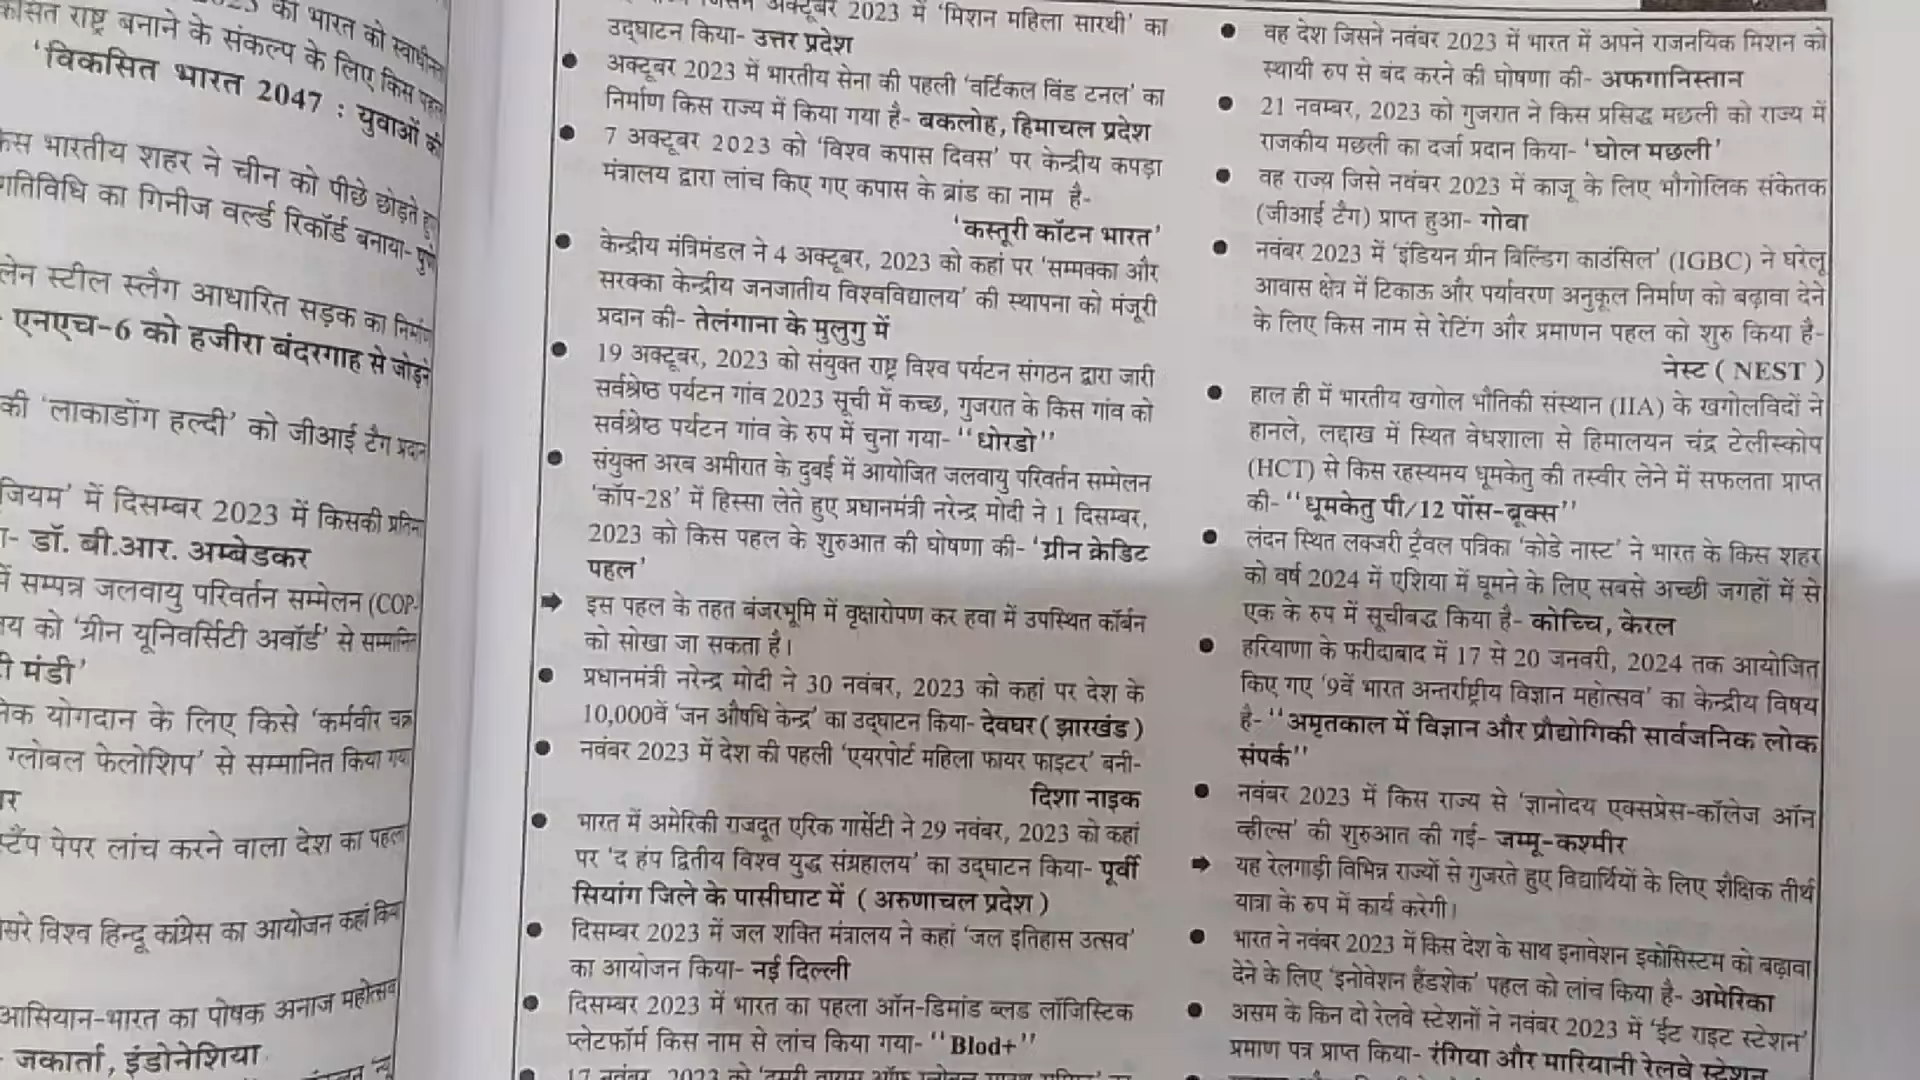 को भारत को स्वाधीनता
राष्ट्र बनाने के संकल्प के लिए किस पहल
'विकसित भारत 2047 : युवाओं की
भारतीय शहर ने चीन को पीछे छोड़ते हुए
गतिविधि का गिनीज वर्ल्ड रिकॉर्ड बनाया- पुणे
लेन स्टील स्लैग आधारित सड़क का निर्माण
एनएच-6 को हजीरा बंदरगाह से जोड़ने
की 'लाकाडोंग हल्दी' को जीआई टैग प्रदान
में दिसम्बर 2023 में किसकी प्रतिमा
- डॉ. बी.आर. अम्बेडकर
में सम्पन्न जलवायु परिवर्तन सम्मेलन (COP-
को 'ग्रीन यूनिवर्सिटी अवॉर्ड' से सम्मानित
मंडी'
योगदान के लिए किसे 'कर्मवीर चक्र
ग्लोबल फेलोशिप' से सम्मानित किया गया
स्टैंप पेपर लांच करने वाला देश का पहला
विश्व हिन्दू कांग्रेस का आयोजन कहां किया
आसियान-भारत का पोषक अनाज महोत्सव
- जकार्ता, इंडोनेशिया
अक्टूबर 2023 में 'मिशन महिला सारथी' का
उद्घाटन किया- उत्तर प्रदेश
● अक्टूबर 2023 में भारतीय सेना की पहली 'वर्टिकल विंड टनल' का
निर्माण किस राज्य में किया गया है- बकलोह, हिमाचल प्रदेश
● 7 अक्टूबर 2023 को 'विश्व कपास दिवस' पर केन्द्रीय कपड़ा
मंत्रालय द्वारा लांच किए गए कपास के ब्रांड का नाम है-
'कस्तूरी कॉटन भारत'
● केन्द्रीय मंत्रिमंडल ने 4 अक्टूबर, 2023 को कहां पर 'सम्मक्का और
सरक्का केन्द्रीय जनजातीय विश्वविद्यालय' की स्थापना को मंजूरी
प्रदान की- तेलंगाना के मुलुगु में
● 19 अक्टूबर, 2023 को संयुक्त राष्ट्र विश्व पर्यटन संगठन द्वारा जारी
सर्वश्रेष्ठ पर्यटन गांव 2023 सूची में कच्छ, गुजरात के किस गांव को
सर्वश्रेष्ठ पर्यटन गांव के रुप में चुना गया- ''धोरडो''
● संयुक्त अरब अमीरात के दुबई में आयोजित जलवायु परिवर्तन सम्मेलन
'कॉप-28' में हिस्सा लेते हुए प्रधानमंत्री नरेन्द्र मोदी ने 1 दिसम्बर,
2023 को किस पहल के शुरुआत की घोषणा की- 'ग्रीन क्रेडिट
पहल'
➡ इस पहल के तहत बंजरभूमि में वृक्षारोपण कर हवा में उपस्थित कॉर्बन
को सोखा जा सकता है।
● प्रधानमंत्री नरेन्द्र मोदी ने 30 नवंबर, 2023 को कहां पर देश के
10,000वें 'जन औषधि केन्द्र' का उद्घाटन किया- देवघर ( झारखंड )
● नवंबर 2023 में देश की पहली 'एयरपोर्ट महिला फायर फाइटर' बनी-
दिशा नाइक
● भारत में अमेरिकी राजदूत एरिक गार्सेटी ने 29 नवंबर, 2023 को कहां
पर 'द हंप द्वितीय विश्व युद्ध संग्रहालय' का उद्घाटन किया- पूर्वी
सियांग जिले के पासीघाट में ( अरुणाचल प्रदेश )
● दिसम्बर 2023 में जल शक्ति मंत्रालय ने कहां 'जल इतिहास उत्सव'
का आयोजन किया- नई दिल्ली
● दिसम्बर 2023 में भारत का पहला ऑन-डिमांड ब्लड लॉजिस्टिक
प्लेटफॉर्म किस नाम से लांच किया गया- ''Blod+''
● 17 नवंबर, 2023 को
● वह देश जिसने नवंबर 2023 में भारत में अपने राजनयिक मिशन को
स्थायी रुप से बंद करने की घोषणा की- अफगानिस्तान
● 21 नवम्बर, 2023 को गुजरात ने किस प्रसिद्ध मछली को राज्य में
राजकीय मछली का दर्जा प्रदान किया- 'घोल मछली'
● वह राज्य जिसे नवंबर 2023 में काजू के लिए भौगोलिक संकेतक
(जीआई टैग) प्राप्त हुआ- गोवा
● नवंबर 2023 में 'इंडियन ग्रीन बिल्डिंग काउंसिल' (IGBC) ने घरेलू
आवास क्षेत्र में टिकाऊ और पर्यावरण अनुकूल निर्माण को बढ़ावा देने
के लिए किस नाम से रेटिंग और प्रमाणन पहल को शुरु किया है-
नेस्ट ( NEST )
● हाल ही में भारतीय खगोल भौतिकी संस्थान (IIA) के खगोलविदों ने
हानले, लद्दाख में स्थित वेधशाला से हिमालयन चंद्र टेलीस्कोप
(HCT) से किस रहस्यमय धूमकेतु की तस्वीर लेने में सफलता प्राप्त
की- ''धूमकेतु पी/12 पोंस-ब्रूक्स''
● लंदन स्थित लक्जरी ट्रैवल पत्रिका 'कोडे नास्ट' ने भारत के किस शहर
को वर्ष 2024 में एशिया में घूमने के लिए सबसे अच्छी जगहों में से
एक के रुप में सूचीबद्ध किया है- कोच्चि, केरल
● हरियाणा के फरीदाबाद में 17 से 20 जनवरी, 2024 तक आयोजित
किए गए '9वें भारत अन्तर्राष्ट्रीय विज्ञान महोत्सव' का केन्द्रीय विषय
है- ''अमृतकाल में विज्ञान और प्रौद्योगिकी सार्वजनिक लोक
संपर्क''
● नवंबर 2023 में किस राज्य से 'ज्ञानोदय एक्सप्रेस-कॉलेज ऑन
व्हील्स' की शुरुआत की गई- जम्मू-कश्मीर
➡ यह रेलगाड़ी विभिन्न राज्यों से गुजरते हुए विद्यार्थियों के लिए शैक्षिक तीर्थ
यात्रा के रुप में कार्य करेगी।
● भारत ने नवंबर 2023 में किस देश के साथ इनावेशन इकोसिस्टम को बढ़ावा
देने के लिए 'इनोवेशन हैंडशेक' पहल को लांच किया है- अमेरिका
● असम के किन दो रेलवे स्टेशनों ने नवंबर 2023 में 'ईट राइट स्टेशन'
प्रमाण पत्र प्राप्त किया- रंगिया और मारियानी रेलवे स्टेशन